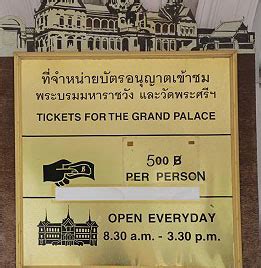 ที่จำหน่ายบัตรอนุญาตเข้าชม
พระบรมมหาราชวัง และวัดพระศรีฯ
TICKETS FOR THE GRAND PALACE
500 ฿
PER PERSON
OPEN EVERYDAY
8.30 a.m. - 3.30 p.m.